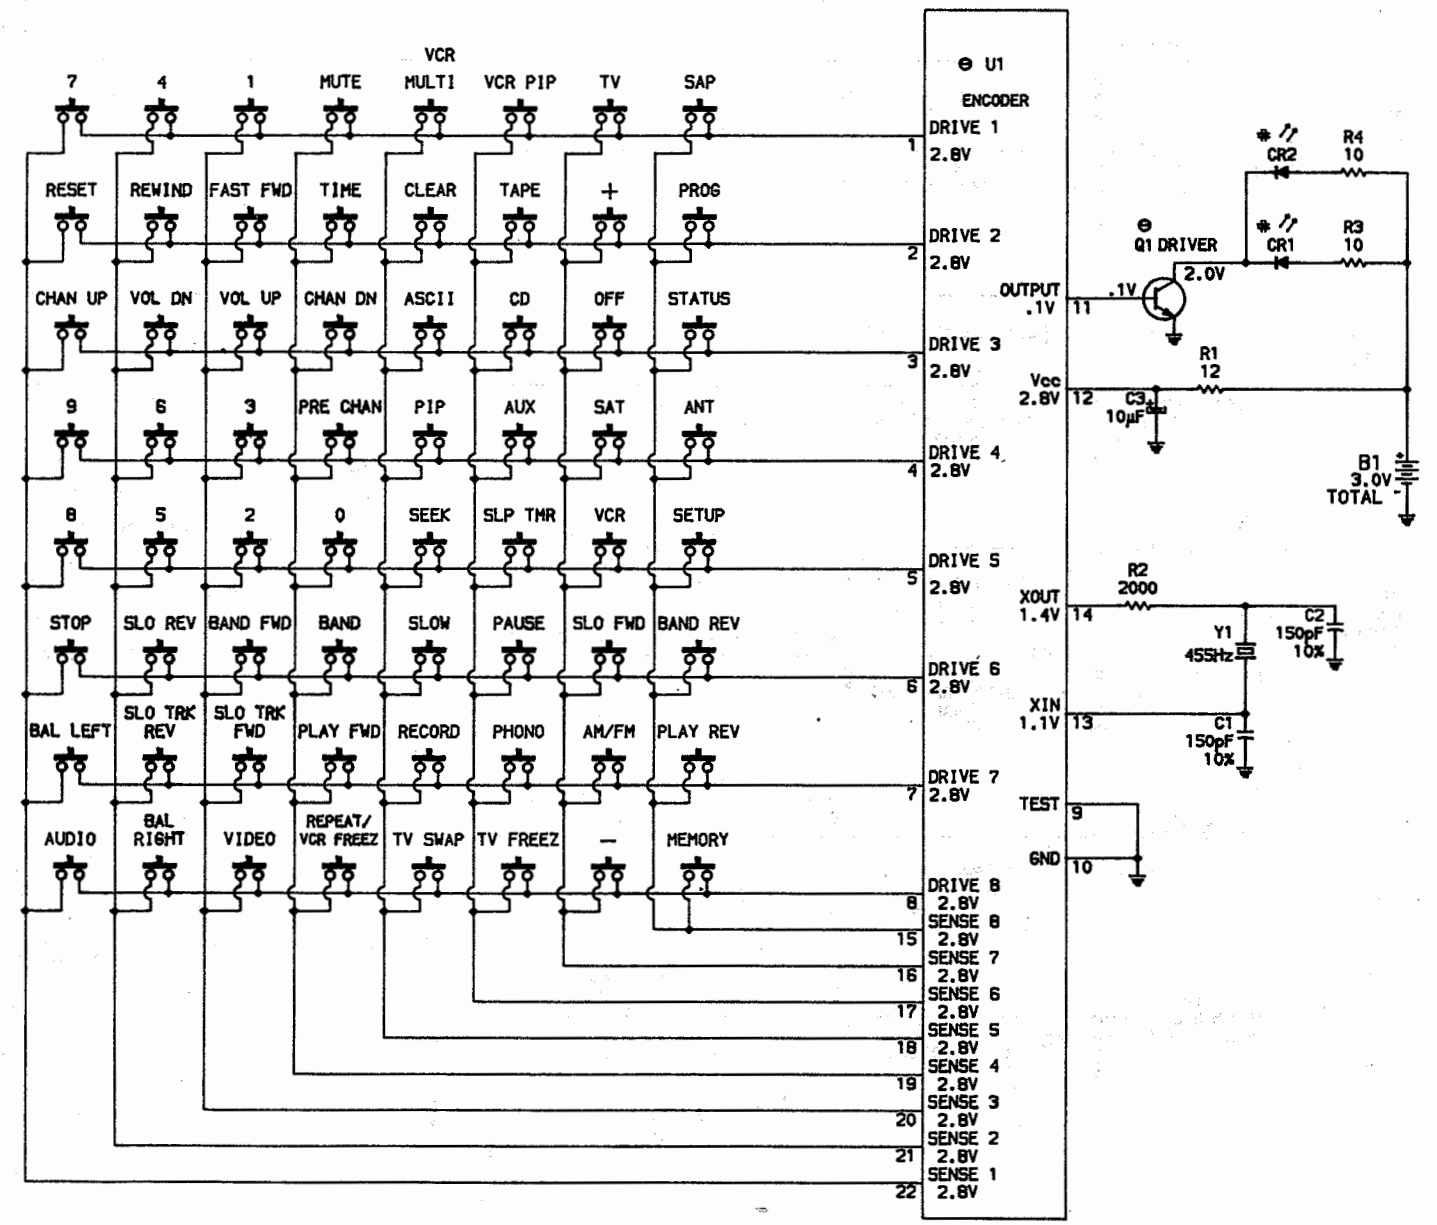 VCR
7 4 1 MUTE MULTI VCR PIP TV SAP
RESET REWIND FAST FWD TIME CLEAR TAPE + PROG
CHAN UP VOL DN VOL UP CHAN DN ASCII CD OFF STATUS
9 6 3 PRE CHAN PIP AUX SAT ANT
8 5 2 0 SEEK SLP TMR VCR SETUP
STOP SLO REV BAND FWD BAND SLOW PAUSE SLO FWD BAND REV
SLO TRK SLO TRK
BAL LEFT REV FWD PLAY FWD RECORD PHONO AM/FM PLAY REV
BAL REPEAT/
AUDIO RIGHT VIDEO VCR FREEZ TV SWAP TV FREEZ − MEMORY
⊖ U1
ENCODER
DRIVE 1
1 2.8V
DRIVE 2
2 2.8V
DRIVE 3
3 2.8V
DRIVE 4
4 2.8V
DRIVE 5
5 2.8V
DRIVE 6
6 2.8V
DRIVE 7
7 2.8V
DRIVE 8
8 2.8V
SENSE 8
15 2.8V
SENSE 7
16 2.8V
SENSE 6
17 2.8V
SENSE 5
18 2.8V
SENSE 4
19 2.8V
SENSE 3
20 2.8V
SENSE 2
21 2.8V
SENSE 1
22 2.8V
OUTPUT
.1V 11
.1V
Vcc
2.8V 12
XOUT
1.4V 14
XIN
1.1V 13
TEST
9
GND
10
⊖
Q1 DRIVER
2.0V
*
CR2
R4
10
*
CR1
R3
10
R1
12
C3 +
10µF
B1 +
3.0V
TOTAL -
R2
2000
Y1
455Hz
C2
150pF
10%
C1
150pF
10%